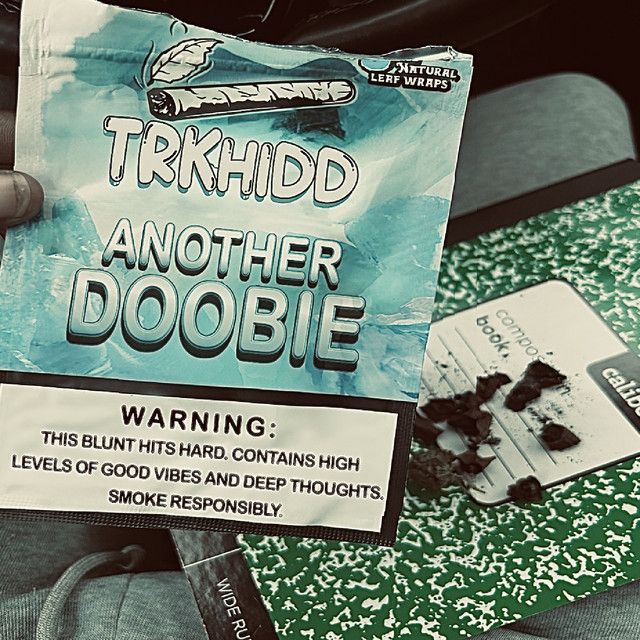 NATURAL
LEAF WRAPS
TRKHIDD
ANOTHER
DOOBIE
WARNING:
THIS BLUNT HITS HARD. CONTAINS HIGH
LEVELS OF GOOD VIBES AND DEEP THOUGHTS.
SMOKE RESPONSIBLY.
book.
WIDE